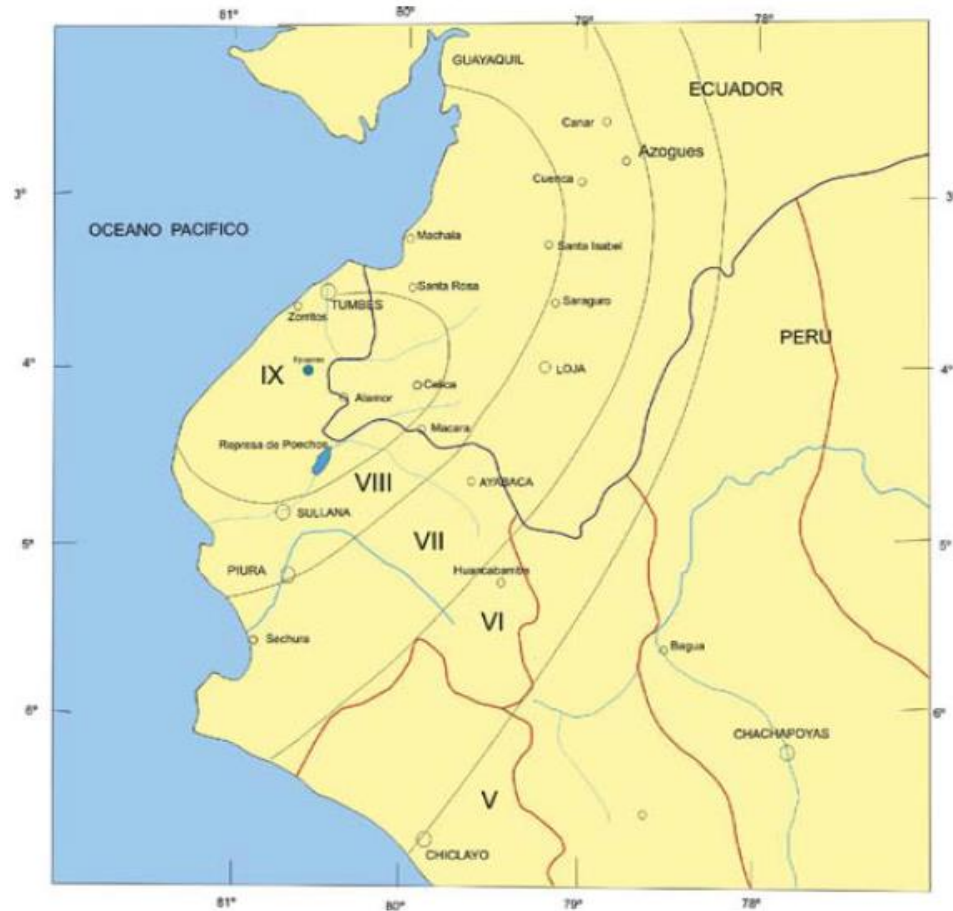 81°
80°
79°
78°
GUAYAQUIL
ECUADOR
Canar
Azogues
Cuenca
3°
3°
OCEANO PACIFICO
Machala
Santa Isabel
Santa Rosa
Saraguro
TUMBES
Zorritos
PERU
4°
IX
LOJA
4°
Celica
Alamor
Macara
Represa de Poechos
VIII
AYABACA
SULLANA
5°
VII
5°
PIURA
Huancabamba
VI
Sechura
Bagua
6°
6°
CHACHAPOYAS
V
CHICLAYO
81°
80°
79°
78°